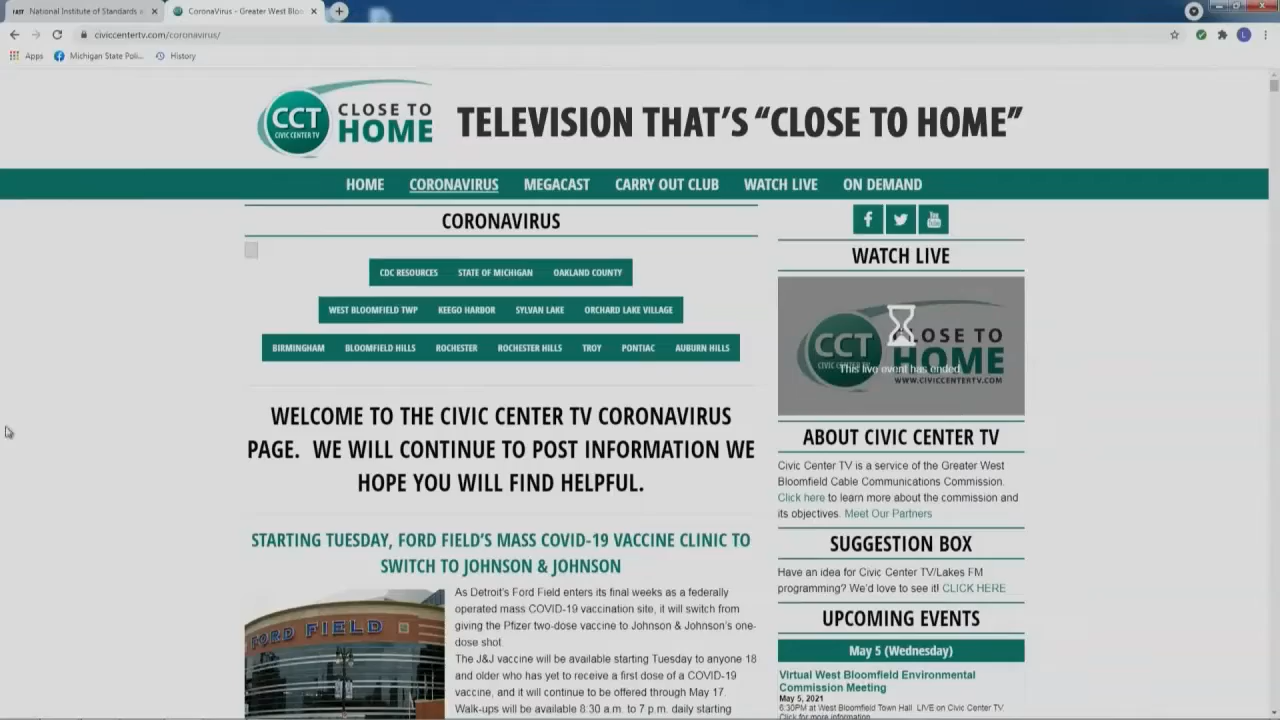 National Institute of Standards
CoronaVirus - Greater West Bloo
civiccentertv.com/coronavirus/
L
Apps
Michigan State Poli...
History
CCT
CIVIC CENTER TV
CLOSE TO
HOME
TELEVISION THAT'S “CLOSE TO HOME”
HOME CORONAVIRUS MEGACAST CARRY OUT CLUB WATCH LIVE ON DEMAND
CORONAVIRUS
CDC RESOURCES STATE OF MICHIGAN OAKLAND COUNTY
WEST BLOOMFIELD TWP KEEGO HARBOR SYLVAN LAKE ORCHARD LAKE VILLAGE
BIRMINGHAM BLOOMFIELD HILLS ROCHESTER ROCHESTER HILLS TROY PONTIAC AUBURN HILLS
WELCOME TO THE CIVIC CENTER TV CORONAVIRUS
PAGE. WE WILL CONTINUE TO POST INFORMATION WE
HOPE YOU WILL FIND HELPFUL.
STARTING TUESDAY, FORD FIELD'S MASS COVID-19 VACCINE CLINIC TO
SWITCH TO JOHNSON & JOHNSON
FORD FIELD
As Detroit's Ford Field enters its final weeks as a federally
operated mass COVID-19 vaccination site, it will switch from
giving the Pfizer two-dose vaccine to Johnson & Johnson's one-
dose shot
The J&J vaccine will be available starting Tuesday to anyone 18
and older who has yet to receive a first dose of a COVID-19
vaccine, and it will continue to be offered through May 17.
Walk-ups will be available 8:30 a.m. to 7 p.m. daily starting
You Tube
WATCH LIVE
CCT
CIVIC CENTER TV
CLOSE TO
HOME
This live event has ended
WWW.CIVICCENTERTV.COM
ABOUT CIVIC CENTER TV
Civic Center TV is a service of the Greater West
Bloomfield Cable Communications Commission.
Click here to learn more about the commission and
its objectives. Meet Our Partners
SUGGESTION BOX
Have an idea for Civic Center TV/Lakes FM
programming? We'd love to see it! CLICK HERE
UPCOMING EVENTS
May 5 (Wednesday)
Virtual West Bloomfield Environmental
Commission Meeting
May 5, 2021
6:30PM at West Bloomfield Town Hall LIVE on Civic Center TV
Click for more information